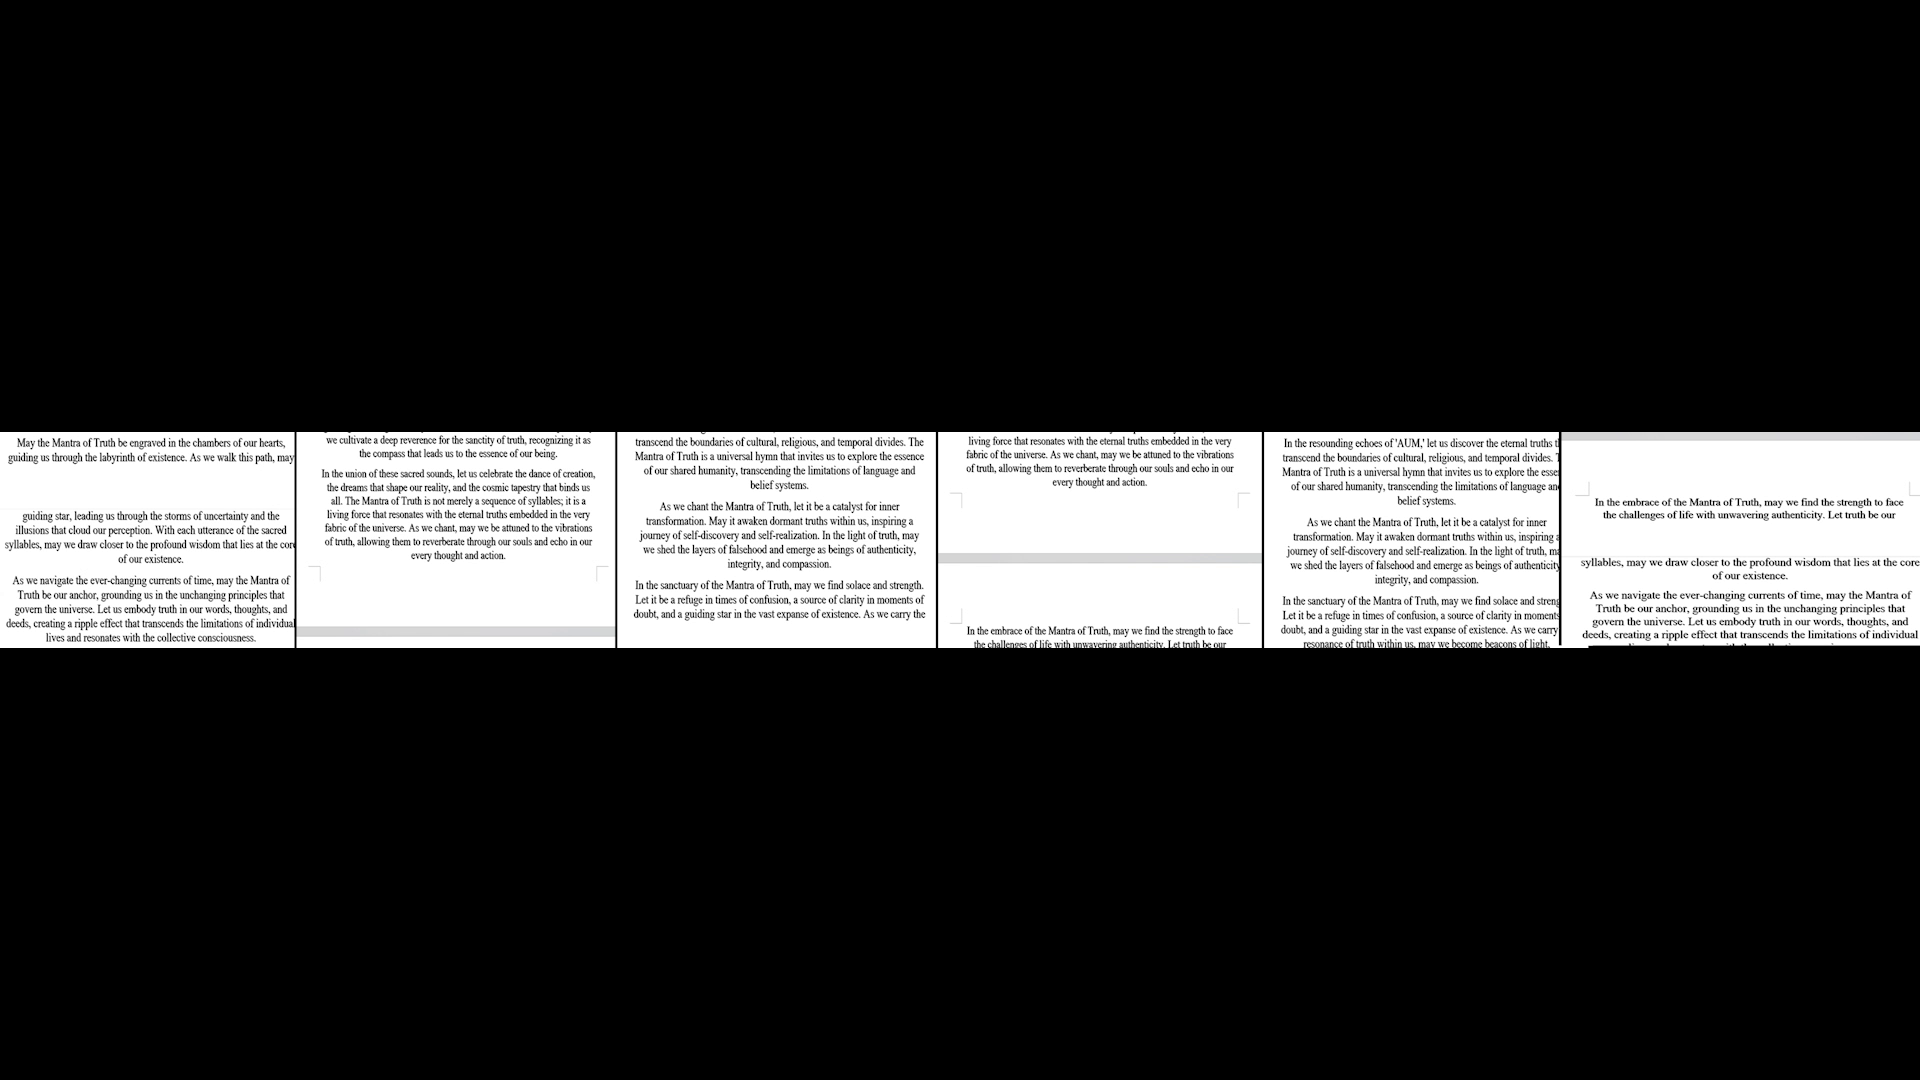 May the Mantra of Truth be engraved in the chambers of our hearts,
guiding us through the labyrinth of existence. As we walk this path, may
guiding star, leading us through the storms of uncertainty and the
illusions that cloud our perception. With each utterance of the sacred
syllables, may we draw closer to the profound wisdom that lies at the core
of our existence.
As we navigate the ever-changing currents of time, may the Mantra of
Truth be our anchor, grounding us in the unchanging principles that
govern the universe. Let us embody truth in our words, thoughts, and
deeds, creating a ripple effect that transcends the limitations of individual
lives and resonates with the collective consciousness.
we cultivate a deep reverence for the sanctity of truth, recognizing it as
the compass that leads us to the essence of our being.
In the union of these sacred sounds, let us celebrate the dance of creation,
the dreams that shape our reality, and the cosmic tapestry that binds us
all. The Mantra of Truth is not merely a sequence of syllables; it is a
living force that resonates with the eternal truths embedded in the very
fabric of the universe. As we chant, may we be attuned to the vibrations
of truth, allowing them to reverberate through our souls and echo in our
every thought and action.
transcend the boundaries of cultural, religious, and temporal divides. The
Mantra of Truth is a universal hymn that invites us to explore the essence
of our shared humanity, transcending the limitations of language and
belief systems.
As we chant the Mantra of Truth, let it be a catalyst for inner
transformation. May it awaken dormant truths within us, inspiring a
journey of self-discovery and self-realization. In the light of truth, may
we shed the layers of falsehood and emerge as beings of authenticity,
integrity, and compassion.
In the sanctuary of the Mantra of Truth, may we find solace and strength.
Let it be a refuge in times of confusion, a source of clarity in moments of
doubt, and a guiding star in the vast expanse of existence. As we carry the
living force that resonates with the eternal truths embedded in the very
fabric of the universe. As we chant, may we be attuned to the vibrations
of truth, allowing them to reverberate through our souls and echo in our
every thought and action.
In the embrace of the Mantra of Truth, may we find the strength to face
the challenges of life with unwavering authenticity. Let truth be our
In the resounding echoes of 'AUM,' let us discover the eternal truths
transcend the boundaries of cultural, religious, and temporal divides.
Mantra of Truth is a universal hymn that invites us to explore the
of our shared humanity, transcending the limitations of language
belief systems.
As we chant the Mantra of Truth, let it be a catalyst for inner
transformation. May it awaken dormant truths within us, inspiring a
journey of self-discovery and self-realization. In the light of truth,
we shed the layers of falsehood and emerge as beings of authenticity
integrity, and compassion.
In the sanctuary of the Mantra of Truth, may we find solace and
Let it be a refuge in times of confusion, a source of clarity in moments
doubt, and a guiding star in the vast expanse of existence. As we carry
resonance of truth within us, may we become beacons of light,
In the embrace of the Mantra of Truth, may we find the strength to face
the challenges of life with unwavering authenticity. Let truth be our
syllables, may we draw closer to the profound wisdom that lies at the core
of our existence.
As we navigate the ever-changing currents of time, may the Mantra of
Truth be our anchor, grounding us in the unchanging principles that
govern the universe. Let us embody truth in our words, thoughts, and
deeds, creating a ripple effect that transcends the limitations of individual